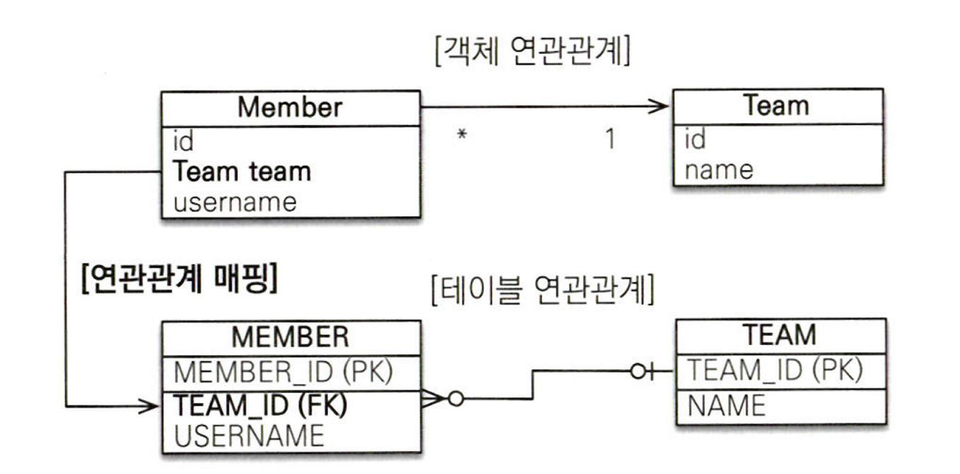 [객체 연관관계]
Member
id
Team team
username
*
1
Team
id
name
[연관관계 매핑]
[테이블 연관관계]
MEMBER
MEMBER_ID (PK)
TEAM_ID (FK)
USERNAME
TEAM
TEAM_ID (PK)
NAME